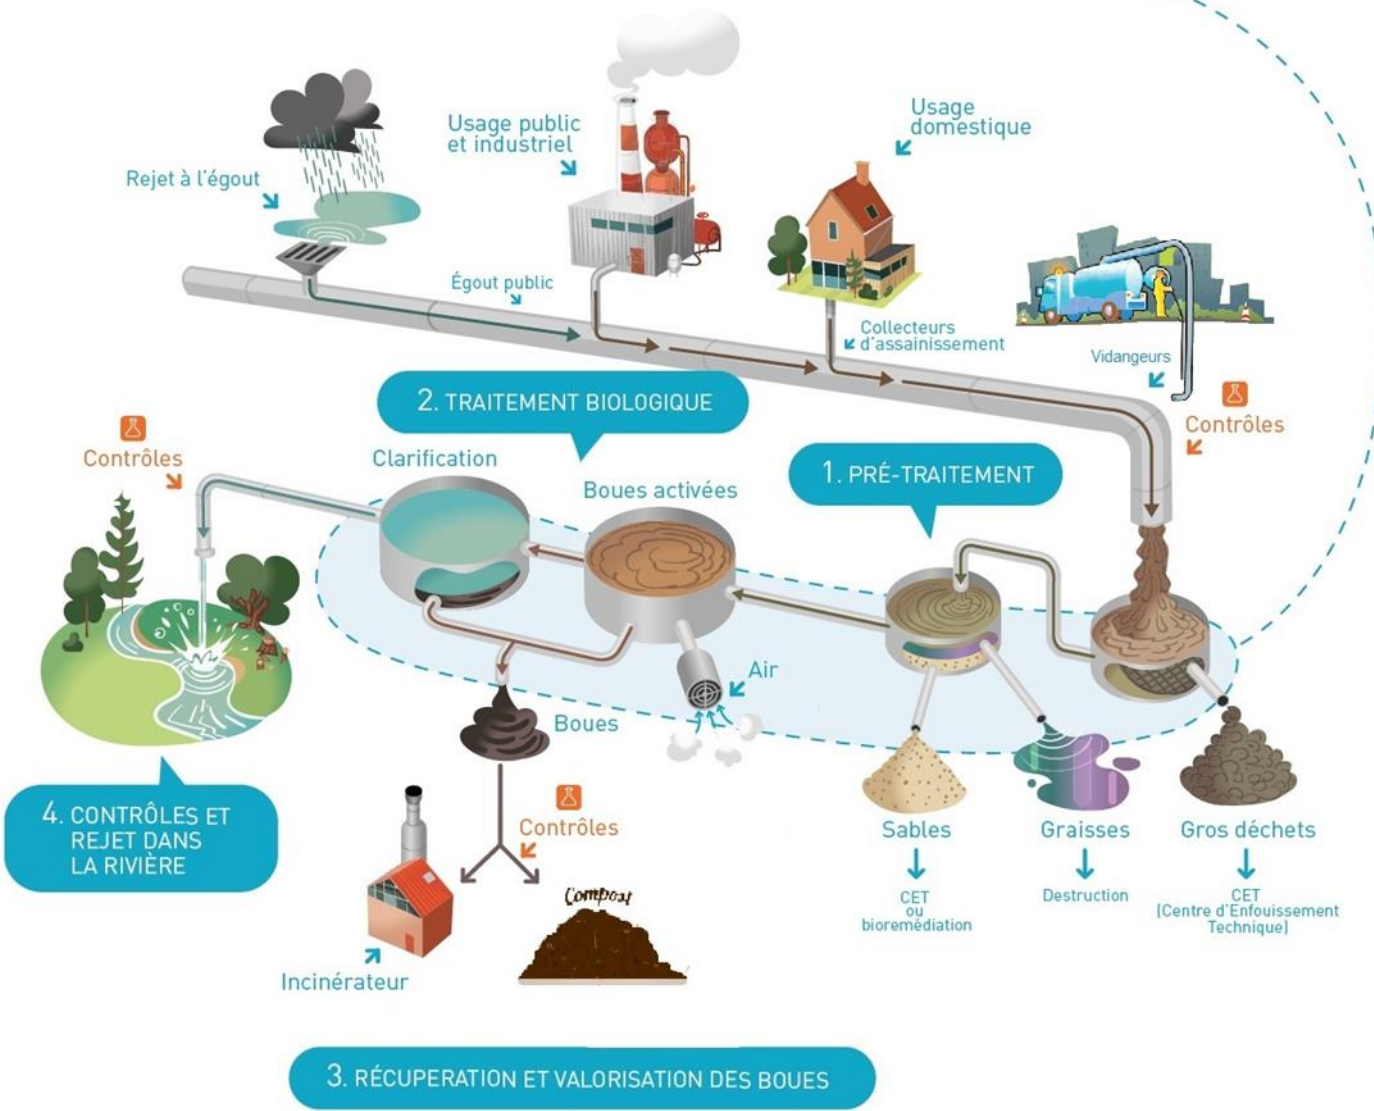 Rejet à l'égout
Usage public
et industriel
Usage
domestique
Égout public
Collecteurs
d'assainissement
Vidangeurs
Contrôles
2. TRAITEMENT BIOLOGIQUE
1. PRÉ-TRAITEMENT
Contrôles
Clarification
Boues activées
Air
Boues
4. CONTRÔLES ET
REJET DANS
LA RIVIÈRE
Contrôles
Sables
Graisses
Gros déchets
CET
ou
bioremédiation
Destruction
CET
(Centre d'Enfouissement
Technique)
Compost
Incinérateur
3. RÉCUPERATION ET VALORISATION DES BOUES